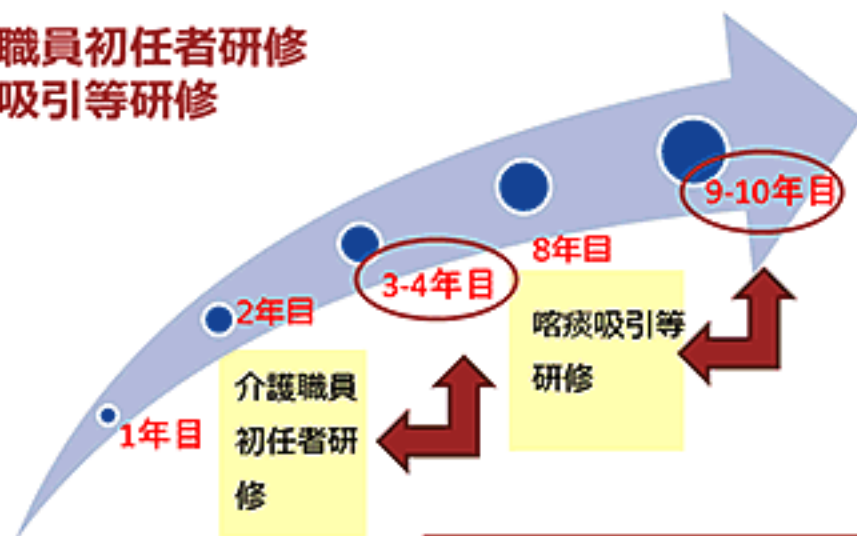 職員初任者研修
吸引等研修
9-10年目
8年目
3-4年目
2年目
1年目
喀痰吸引等
研修
介護職員
初任者研
修